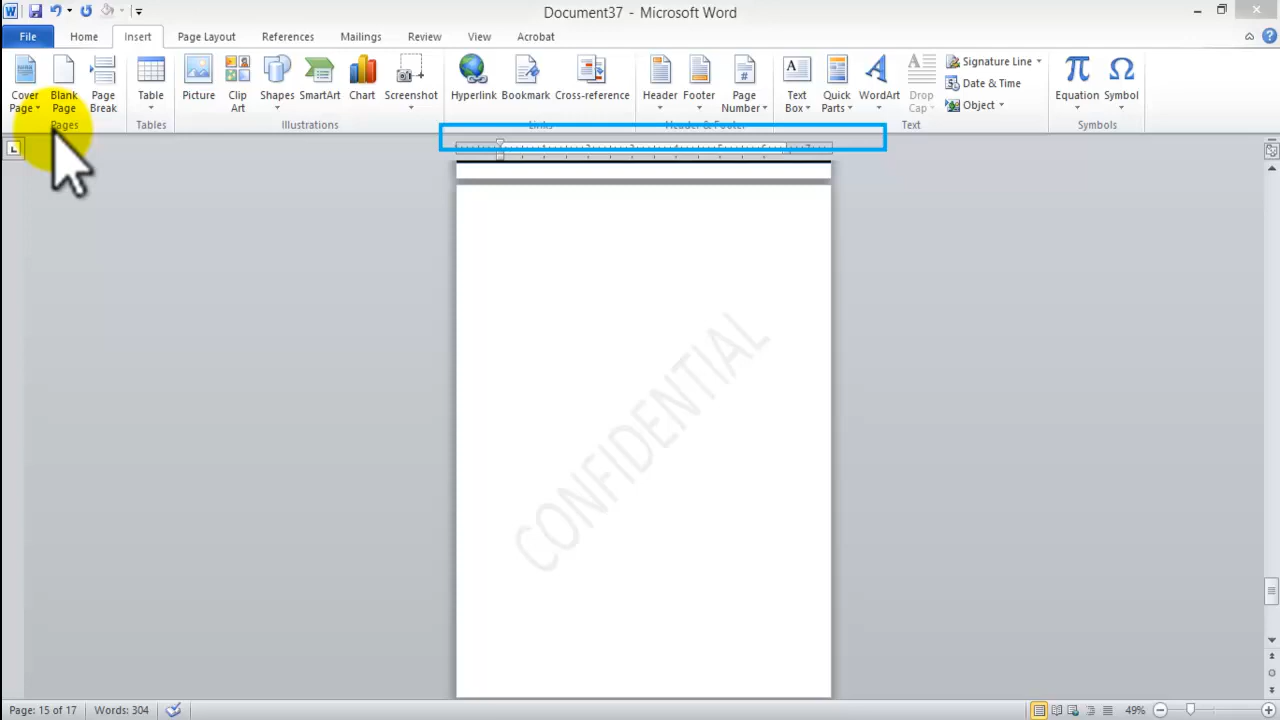 Document37 - Microsoft Word
File Home Insert Page Layout References Mailings Review View Acrobat
Cover Page
Blank Page
Page Break
Table
Picture
Clip Art
Shapes
SmartArt
Chart
Screenshot
Hyperlink
Bookmark
Cross-reference
Header
Footer
Page Number
Text Box
Quick Parts
WordArt
Drop Cap
Signature Line
Date & Time
Object
Equation
Symbol
Pages Tables Illustrations Links Header & Footer Text Symbols
CONFIDENTIAL
Page: 15 of 17 Words: 304 49%